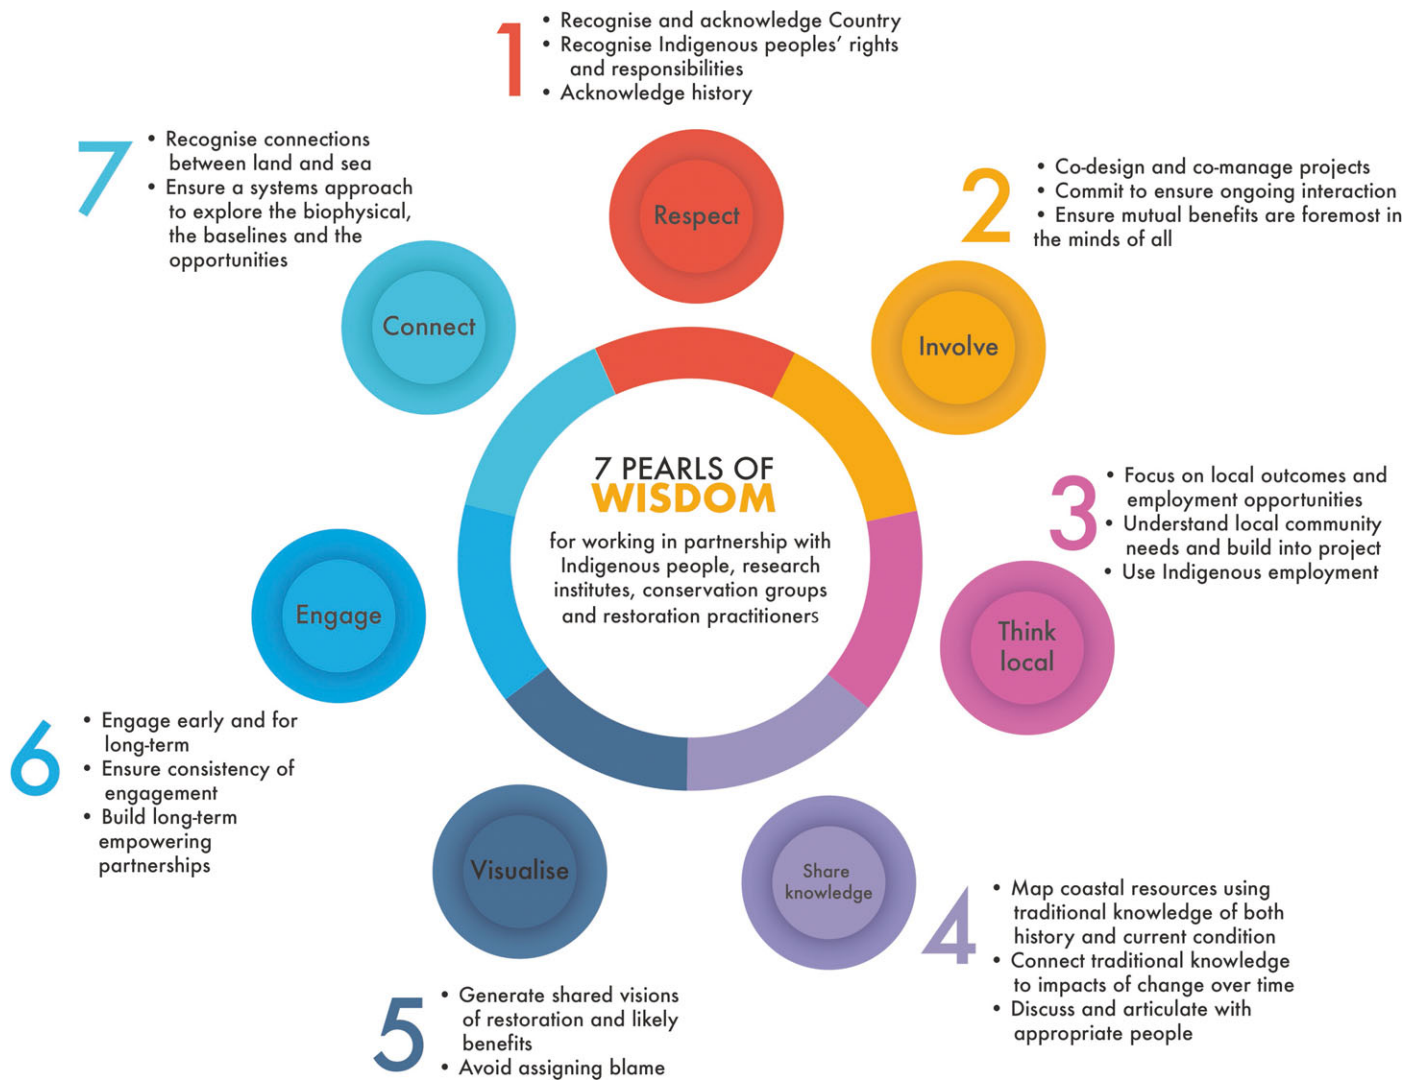 7 PEARLS OF
WISDOM
for working in partnership with
Indigenous people, research
institutes, conservation groups
and restoration practitioners
1
• Recognise and acknowledge Country
• Recognise Indigenous peoples’ rights
and responsibilities
• Acknowledge history
Respect
2
• Co-design and co-manage projects
• Commit to ensure ongoing interaction
• Ensure mutual benefits are foremost in
the minds of all
Involve
3
• Focus on local outcomes and
employment opportunities
• Understand local community
needs and build into project
• Use Indigenous employment
Think
local
4
• Map coastal resources using
traditional knowledge of both
history and current condition
• Connect traditional knowledge
to impacts of change over time
• Discuss and articulate with
appropriate people
Share
knowledge
5
• Generate shared visions
of restoration and likely
benefits
• Avoid assigning blame
Visualise
6
• Engage early and for
long-term
• Ensure consistency of
engagement
• Build long-term
empowering
partnerships
Engage
7
• Recognise connections
between land and sea
• Ensure a systems approach
to explore the biophysical,
the baselines and the
opportunities
Connect